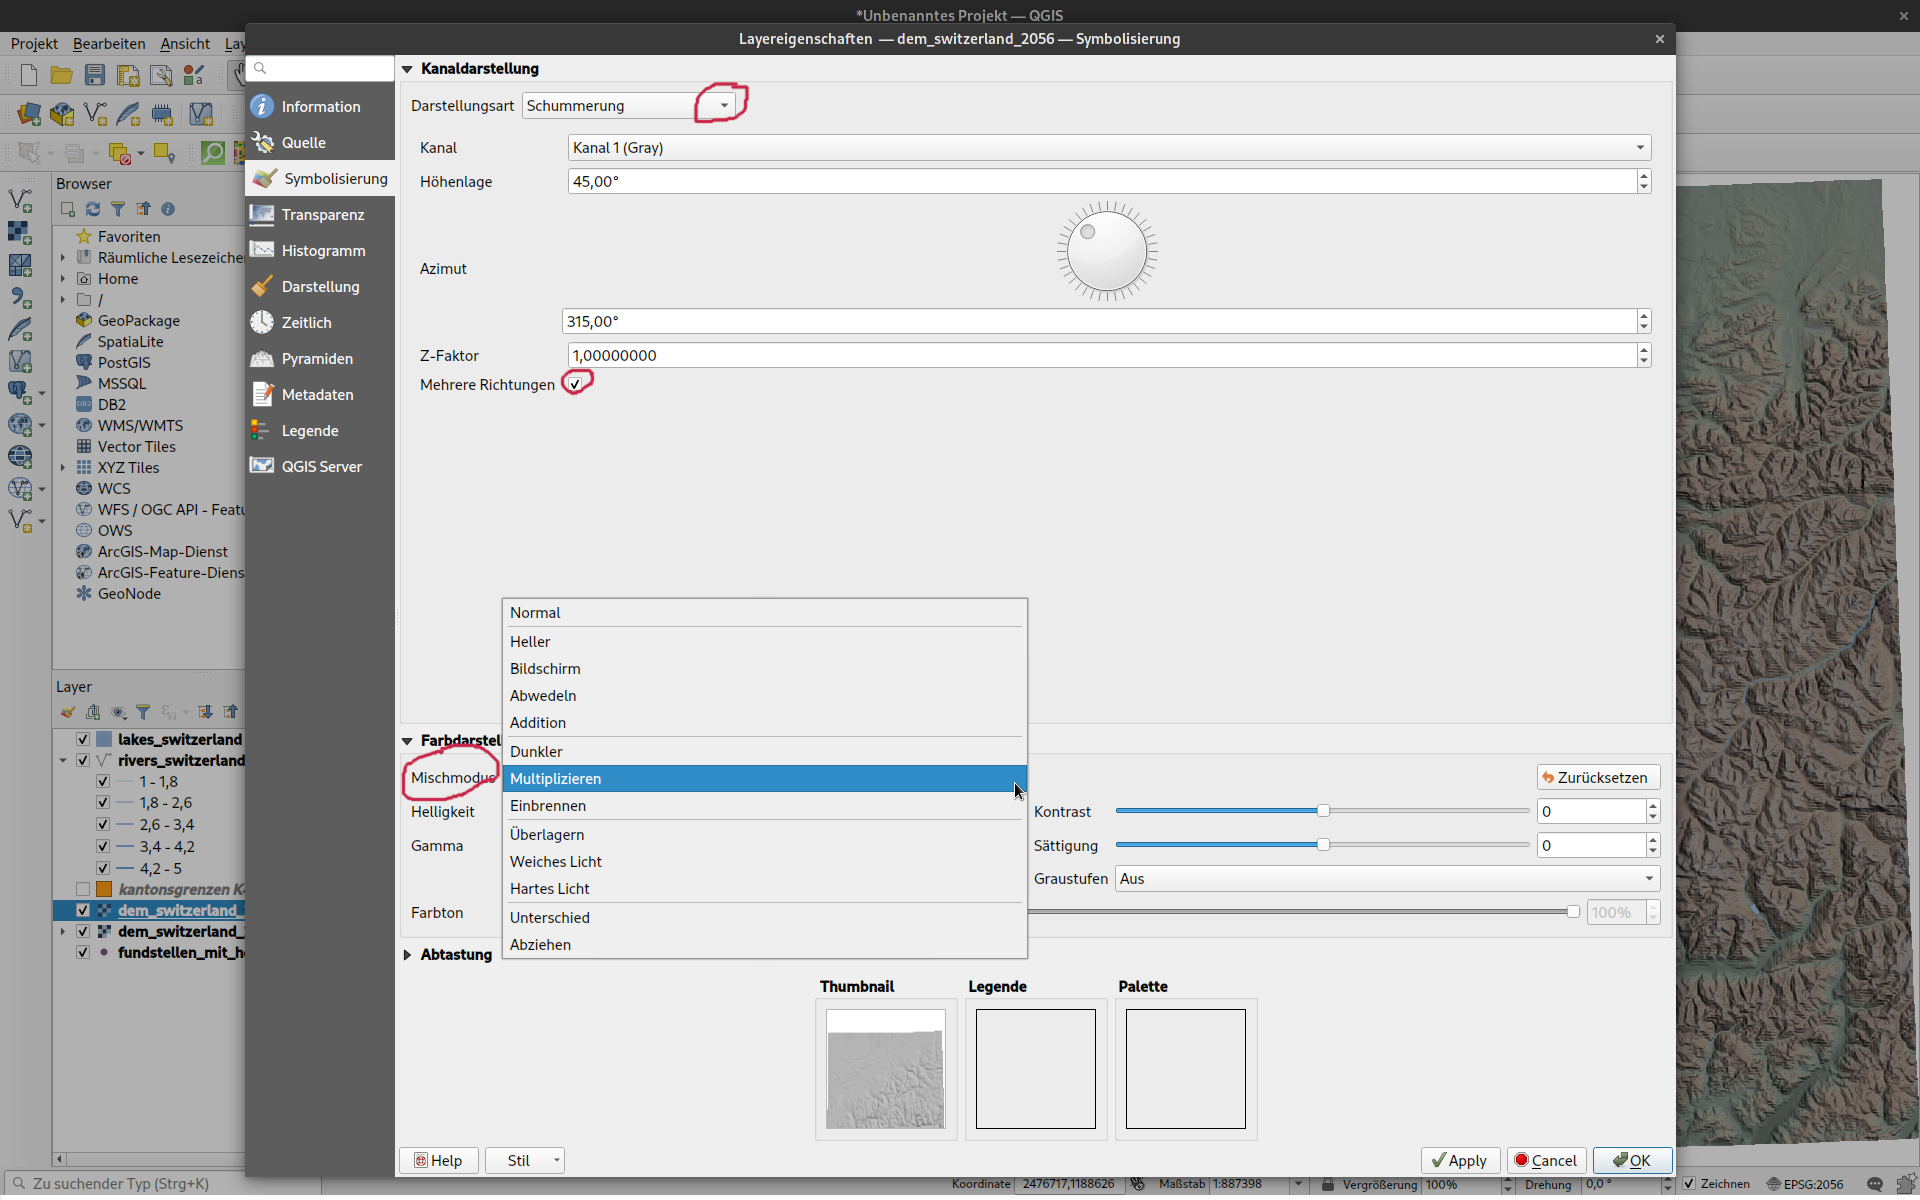 *Unbenanntes Projekt — QGIS
Projekt Bearbeiten Ansicht Lay
Layereigenschaften — dem_switzerland_2056 — Symbolisierung
Information
Quelle
Symbolisierung
Transparenz
Histogramm
Darstellung
Zeitlich
Pyramiden
Metadaten
Legende
QGIS Server
Browser
Favoriten
Räumliche Lesezeiche
Home
/
GeoPackage
SpatiaLite
PostGIS
MSSQL
DB2
WMS/WMTS
Vector Tiles
XYZ Tiles
WCS
WFS / OGC API - Featu
OWS
ArcGIS-Map-Dienst
ArcGIS-Feature-Diens
GeoNode
Layer
lakes_switzerland
rivers_switzerland
1 - 1,8
1,8 - 2,6
2,6 - 3,4
3,4 - 4,2
4,2 - 5
kantonsgrenzen K
dem_switzerland_
dem_switzerland_
fundstellen_mit_h
Kanaldarstellung
Darstellungsart Schummerung
Kanal Kanal 1 (Gray)
Höhenlage 45,00°
Azimut
315,00°
Z-Faktor 1,00000000
Mehrere Richtungen
Normal
Heller
Bildschirm
Abwedeln
Addition
Dunkler
Multiplizieren
Einbrennen
Überlagern
Weiches Licht
Hartes Licht
Unterschied
Abziehen
Farbdarstel
Mischmodus Zurücksetzen
Helligkeit Kontrast 0
Gamma Sättigung 0
Graustufen Aus
Farbton 100%
Abtastung
Thumbnail Legende Palette
Help Stil Apply Cancel OK
Zu suchender Typ (Strg+K) Koordinate 2476717,1188626 Maßstab 1:887398 Vergrößerung 100% Drehung 0,0 ° Zeichnen EPSG:2056